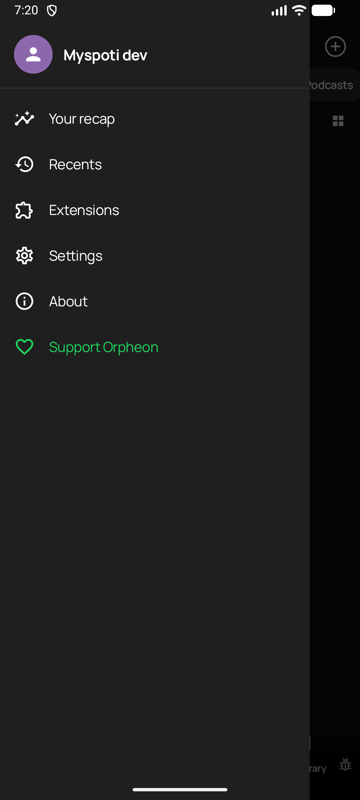 7:20
Myspoti dev
Podcasts
Your recap
Recents
Extensions
Settings
About
Support Orpheon
rary